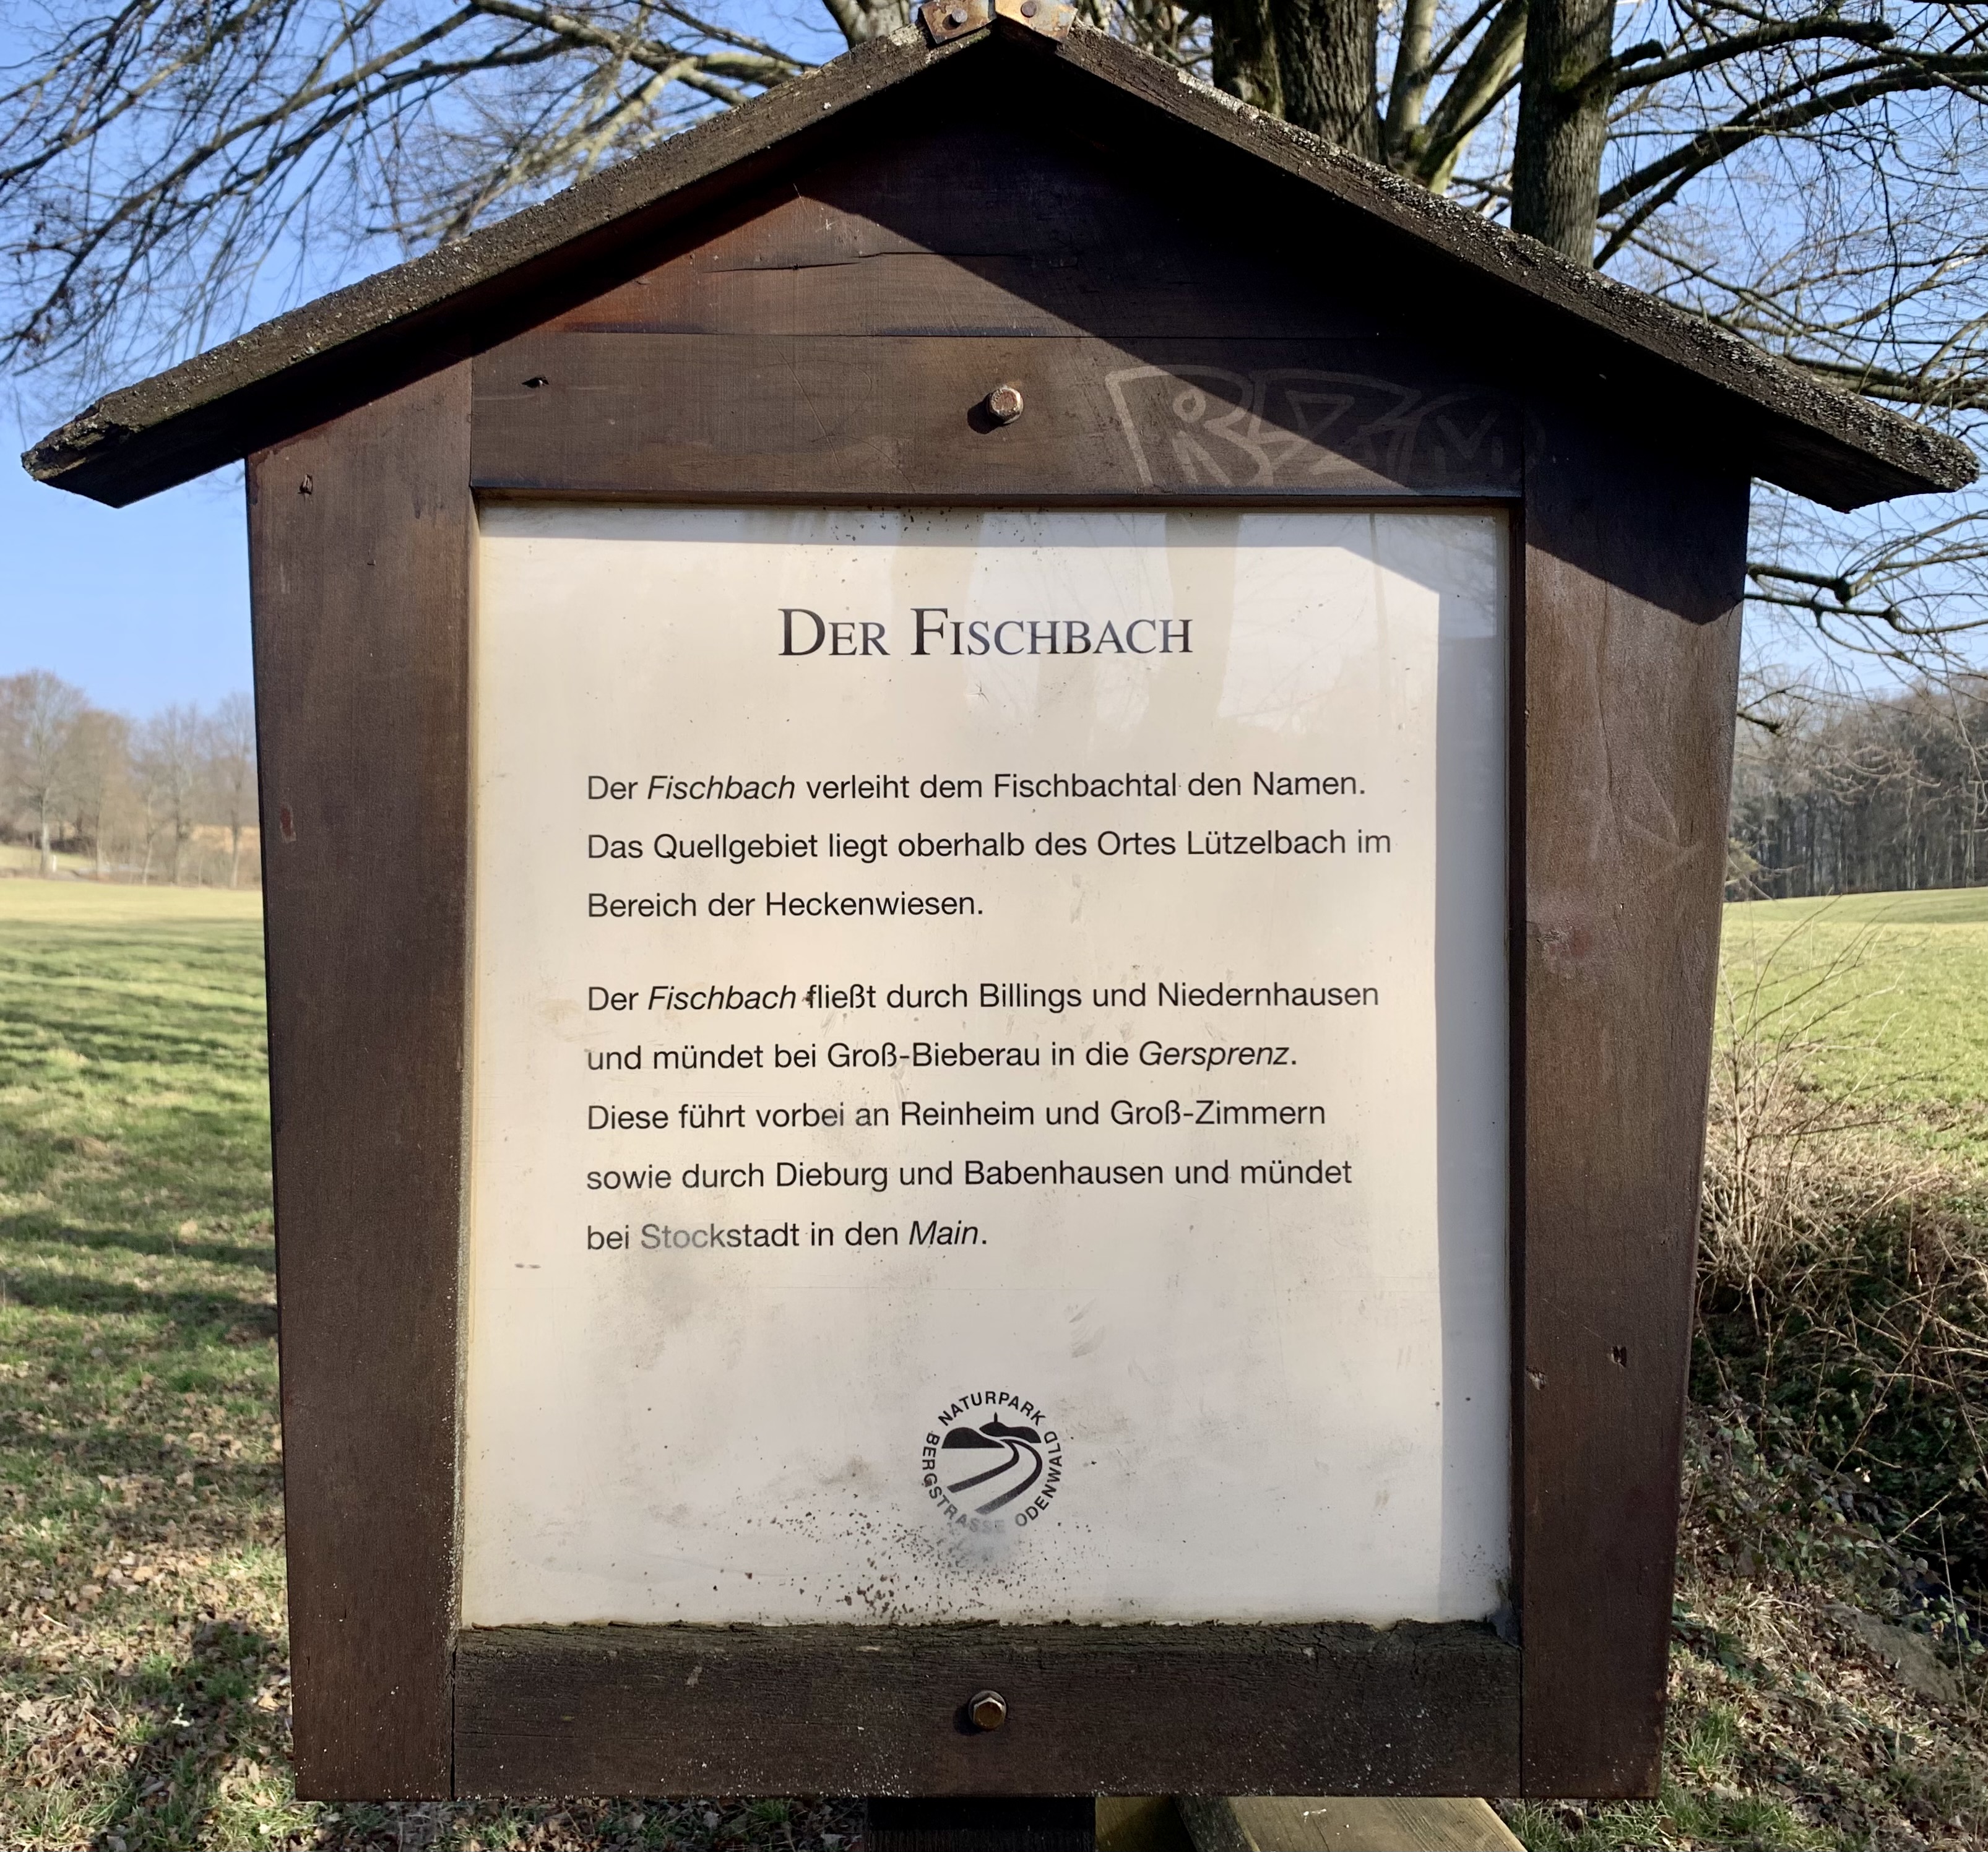 DER FISCHBACH
Der Fischbach verleiht dem Fischbachtal den Namen.
Das Quellgebiet liegt oberhalb des Ortes Lützelbach im
Bereich der Heckenwiesen.
Der Fischbach fließt durch Billings und Niedernhausen
und mündet bei Groß-Bieberau in die Gersprenz.
Diese führt vorbei an Reinheim und Groß-Zimmern
sowie durch Dieburg und Babenhausen und mündet
bei Stockstadt in den Main.
NATURPARK
BERGSTRASSE ODENWALD